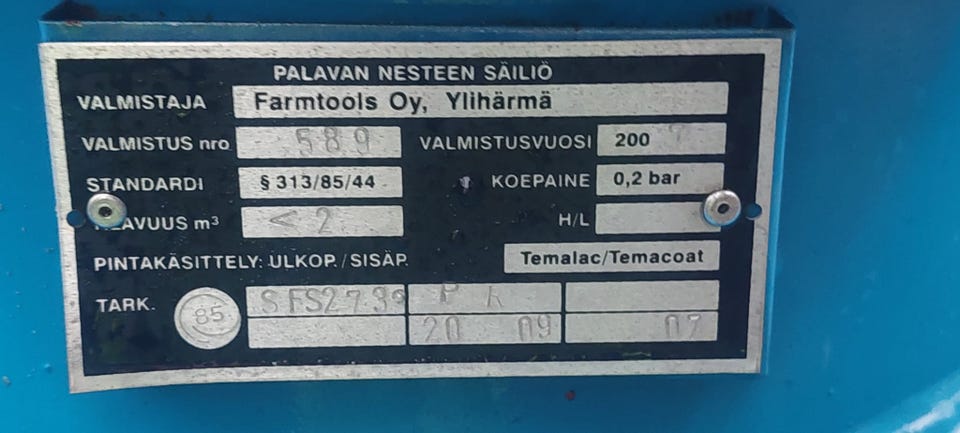 PALAVAN NESTEEN SÄILIÖ
VALMISTAJA Farmtools Oy, Ylihärmä
VALMISTUS nro 589 VALMISTUSVUOSI 200
STANDARDI § 313/85/44 KOEPAINE 0,2 bar
m³ < 2 H/L
PINTAKÄSITTELY: ULKOP./SISÄP. Temalac/Temacoat
TARK. 85 SFS2739 P K
20 09 07